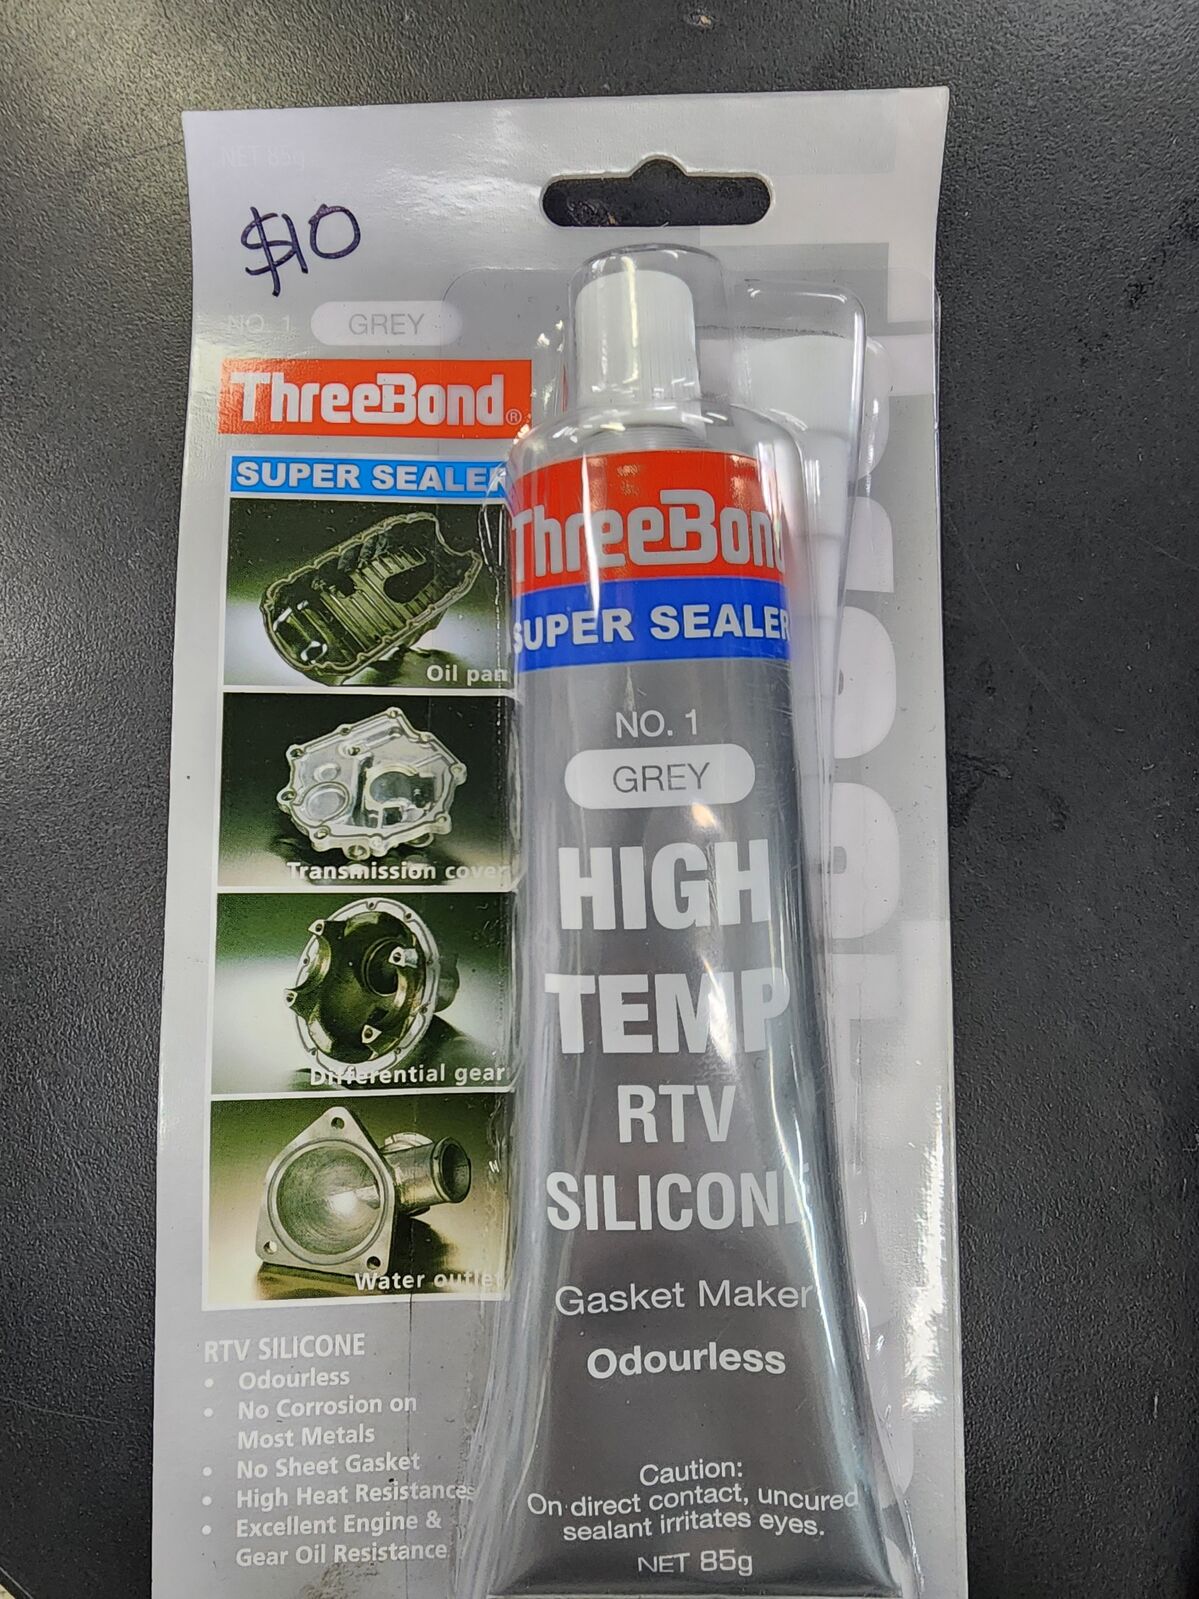 NET 85g
$10
NO. 1 GREY
ThreeBond®
SUPER SEALER
Oil pan
Transmission cover
Differential gear
Water outlet
RTV SILICONE
• Odourless
• No Corrosion on
Most Metals
• No Sheet Gasket
• High Heat Resistances
• Excellent Engine &
Gear Oil Resistance
ThreeBond
SUPER SEALER
NO. 1
GREY
HIGH
TEMP
RTV
SILICONE
Gasket Maker
Odourless
Caution:
On direct contact, uncured
sealant irritates eyes.
NET 85g